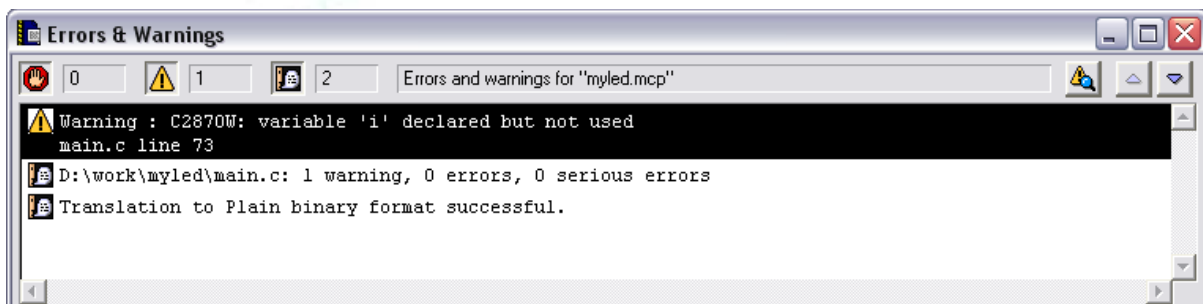 Errors & Warnings
0 1 2 Errors and warnings for "myled.mcp"
Warning : C2870W: variable 'i' declared but not used
main.c line 73
D:\work\myled\main.c: 1 warning, 0 errors, 0 serious errors
Translation to Plain binary format successful.